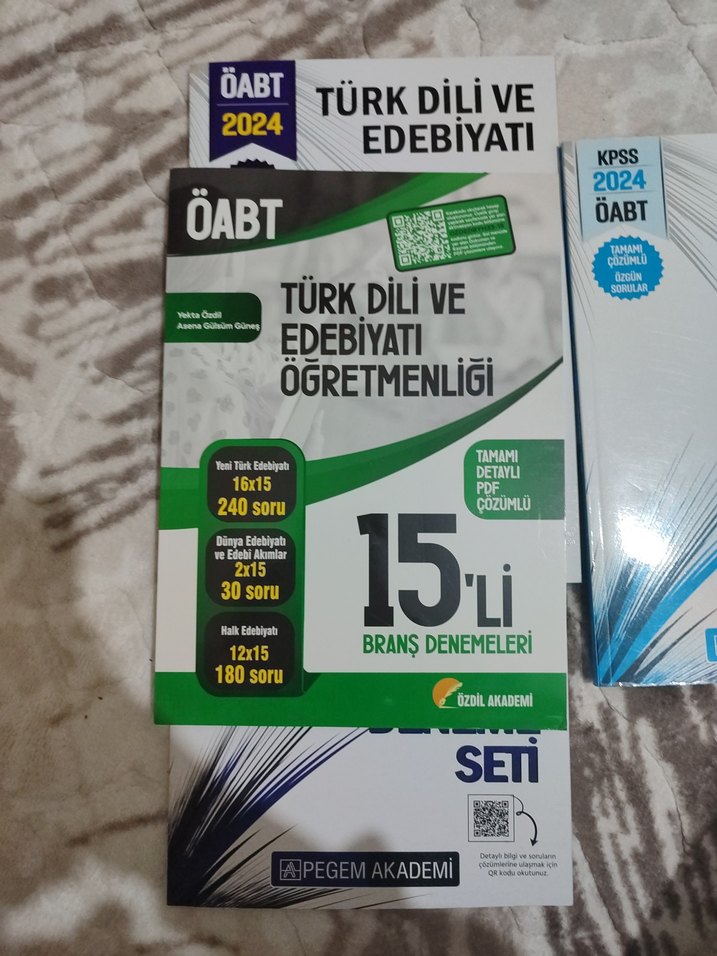 ÖABT
2024
TÜRK DİLİ VE
EDEBİYATI
ÖABT
Yekta Özdil
Asena Gülsüm Güneş
TÜRK DİLİ VE
EDEBİYATI
ÖĞRETMENLİĞİ
Yeni Türk Edebiyatı
16x15
240 soru
Dünya Edebiyatı
ve Edebi Akımlar
2x15
30 soru
Halk Edebiyatı
12x15
180 soru
TAMAMI
DETAYLI
PDF
ÇÖZÜMLÜ
15'Lİ
BRANŞ DENEMELERİ
ÖZDİL AKADEMİ
DENEME
SETİ
PEGEM AKADEMİ
Detaylı bilgi ve soruların
çözümlerine ulaşmak için
QR kodu okutunuz.
KPSS
2024
ÖABT
TAMAMI
ÇÖZÜMLÜ
ÖZGÜN
SORULAR